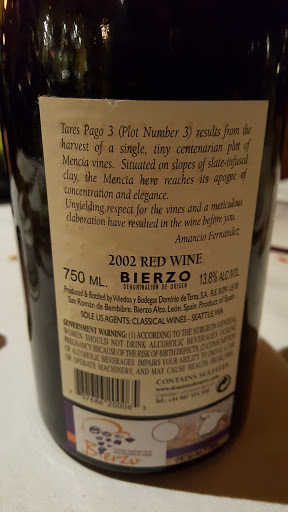 Tares Pago 3 (Plot Number 3) results from the
harvest of a single, tiny centenarian plot of
Mencía vines. Situated on slopes of slate-infused
clay, the Mencía here reaches its apogee of
concentration and elegance.
Unyielding respect for the vines and a meticulous
elaboration have resulted in the wine before you.
Amancio Fernández
2002 RED WINE
750 ML. BIERZO 13.8% ALC/VOL
DENOMINACIÓN DE ORIGEN
Produced & Bottled by Viñedos y Bodegas Dominio de Tares, S.A. R.E. 8.091 LE 00
San Román de Bembibre. Bierzo Alto. León. Spain. Product of Spain
SOLE US AGENTS: CLASSICAL WINES - SEATTLE, WA
GOVERNMENT WARNING: (1) ACCORDING TO THE SURGEON GENERAL,
WOMEN SHOULD NOT DRINK ALCOHOLIC BEVERAGES DURING
PREGNANCY BECAUSE OF THE RISK OF BIRTH DEFECTS. (2) CONSUMPTION
OF ALCOHOLIC BEVERAGES IMPAIRS YOUR ABILITY TO DRIVE A CAR
OR OPERATE MACHINERY, AND MAY CAUSE HEALTH PROBLEMS.
CONTAINS SULFITES
Bierzo